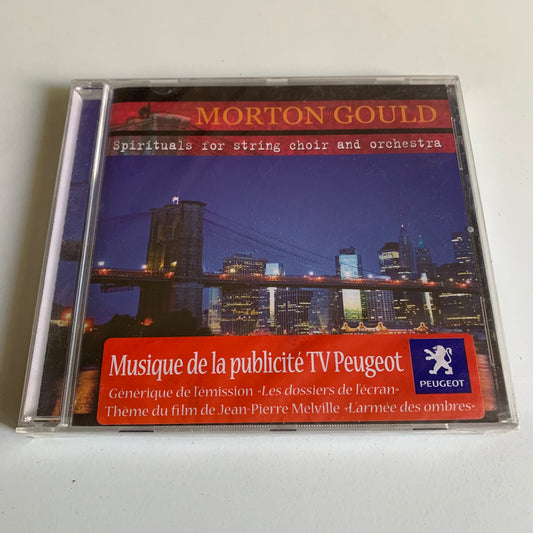 MORTON GOULD
Spirituals for string choir and orchestra
Musique de la publicité TV Peugeot
Générique de l'émission «Les dossiers de l'ecran»
Thème du film de Jean-Pierre Melville «L'armée des ombres»
PEUGEOT